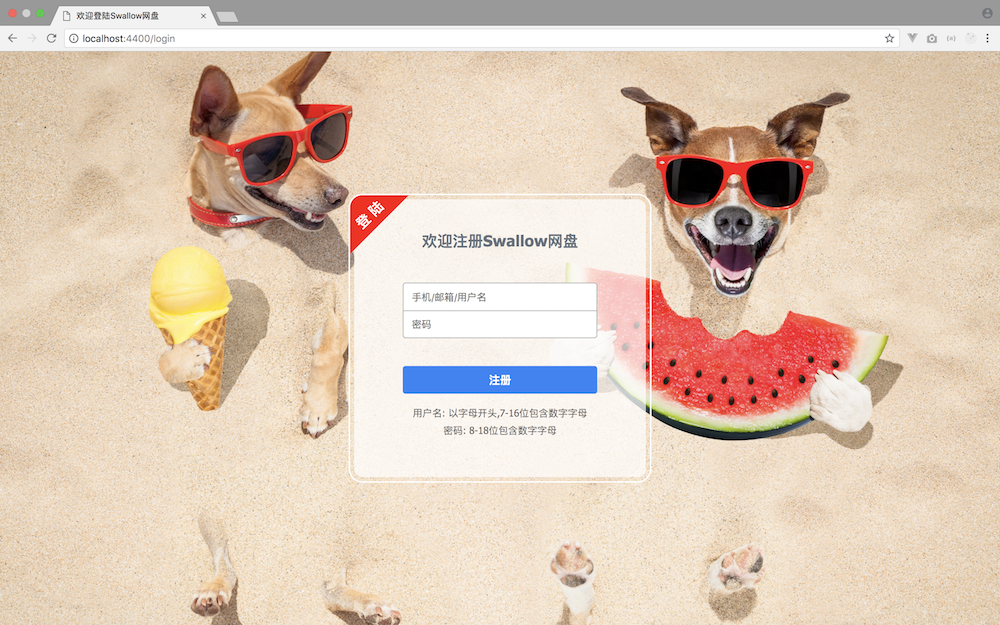 欢迎登陆Swallow网盘
localhost:4400/login
登陆
欢迎注册Swallow网盘
手机/邮箱/用户名
密码
注册
用户名: 以字母开头,7-16位包含数字字母
密码: 8-18位包含数字字母